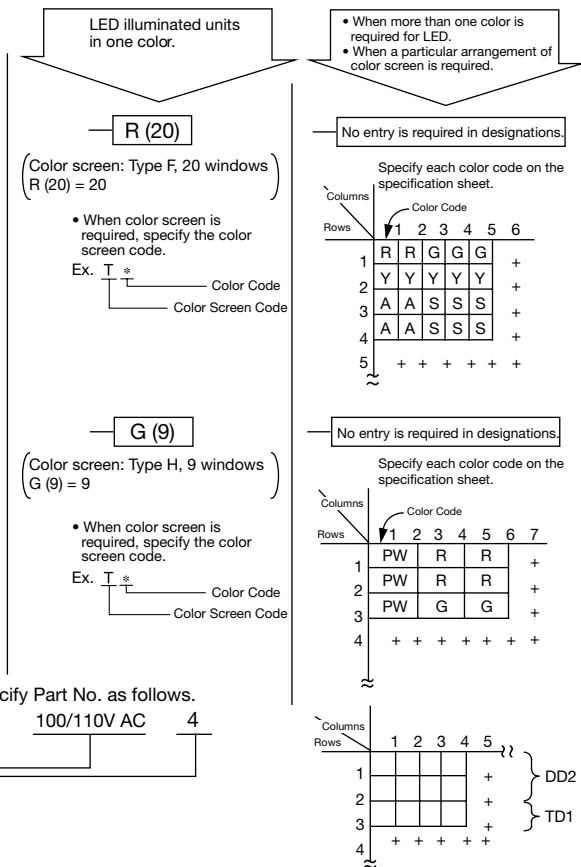 LED illuminated units
in one color.
• When more than one color is
required for LED.
• When a particular arrangement of
color screen is required.
R (20)
Color screen: Type F, 20 windows
R (20) = 20
• When color screen is
required, specify the color
screen code.
Ex. T *
Color Code
Color Screen Code
No entry is required in designations.
Specify each color code on the
specification sheet.
Columns
Color Code
Rows 1 2 3 4 5 6
1 R R G G G +
2 Y Y Y Y Y +
3 A A S S S +
4 A A S S S +
5 + + + + + +
G (9)
Color screen: Type H, 9 windows
G (9) = 9
• When color screen is
required, specify the color
screen code.
Ex. T *
Color Code
Color Screen Code
No entry is required in designations.
Specify each color code on the
specification sheet.
Columns
Color Code
Rows 1 2 3 4 5 6 7
1 PW R R +
2 PW R R +
3 PW G G +
4 + + + + + + +
cify Part No. as follows.
100/110V AC 4
Columns
Rows 1 2 3 4 5
1 +
2 + DD2
3 + TD1
4 + + + + +